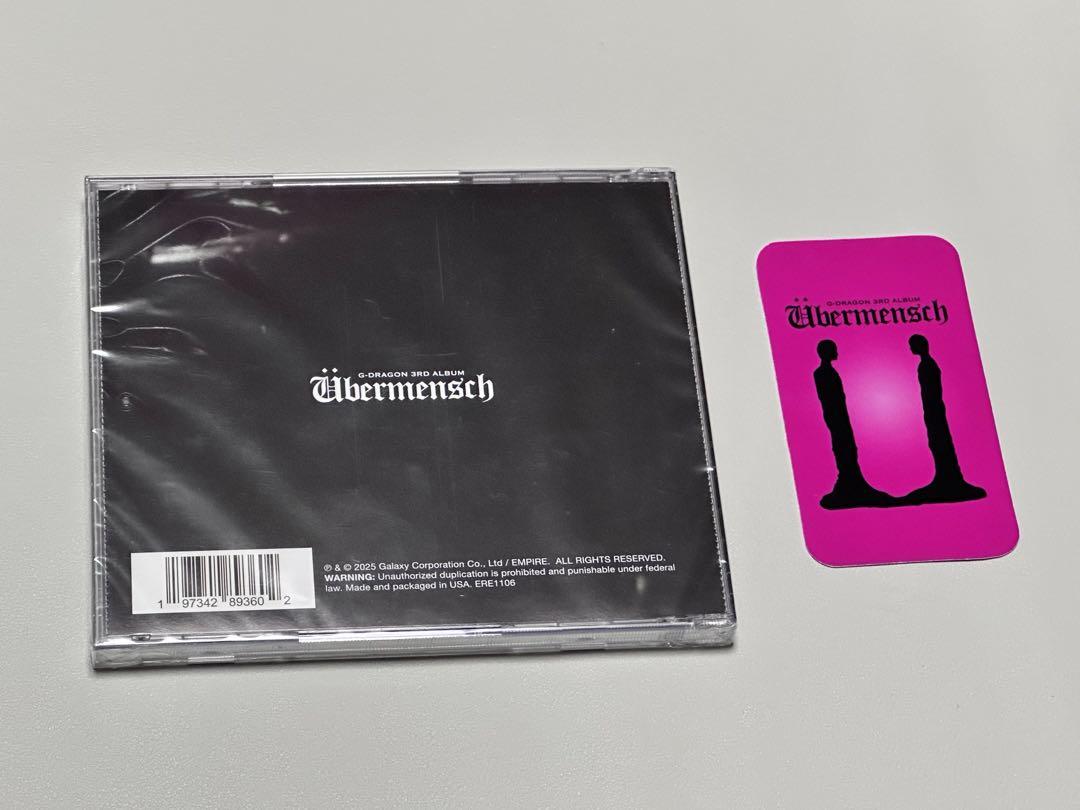 G-DRAGON 3RD ALBUM
Übermensch
℗ & © 2025 Galaxy Corporation Co., Ltd / EMPIRE. ALL RIGHTS RESERVED.
WARNING: Unauthorized duplication is prohibited and punishable under federal
law. Made and packaged in USA. ERE1106
1 97342 89360 2
G-DRAGON 3RD ALBUM
Übermensch